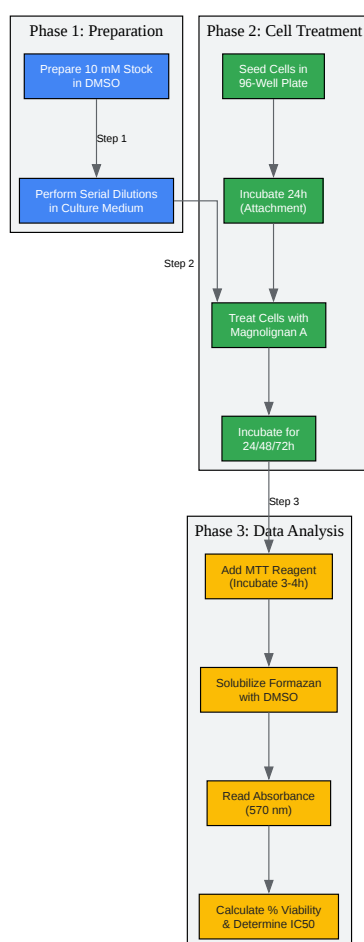 Phase 1: Preparation
Prepare 10 mM Stock
in DMSO
Step 1
Perform Serial Dilutions
in Culture Medium
Step 2
Phase 2: Cell Treatment
Seed Cells in
96-Well Plate
Incubate 24h
(Attachment)
Treat Cells with
Magnolignan A
Incubate for
24/48/72h
Step 3
Phase 3: Data Analysis
Add MTT Reagent
(Incubate 3-4h)
Solubilize Formazan
with DMSO
Read Absorbance
(570 nm)
Calculate % Viability
& Determine IC50